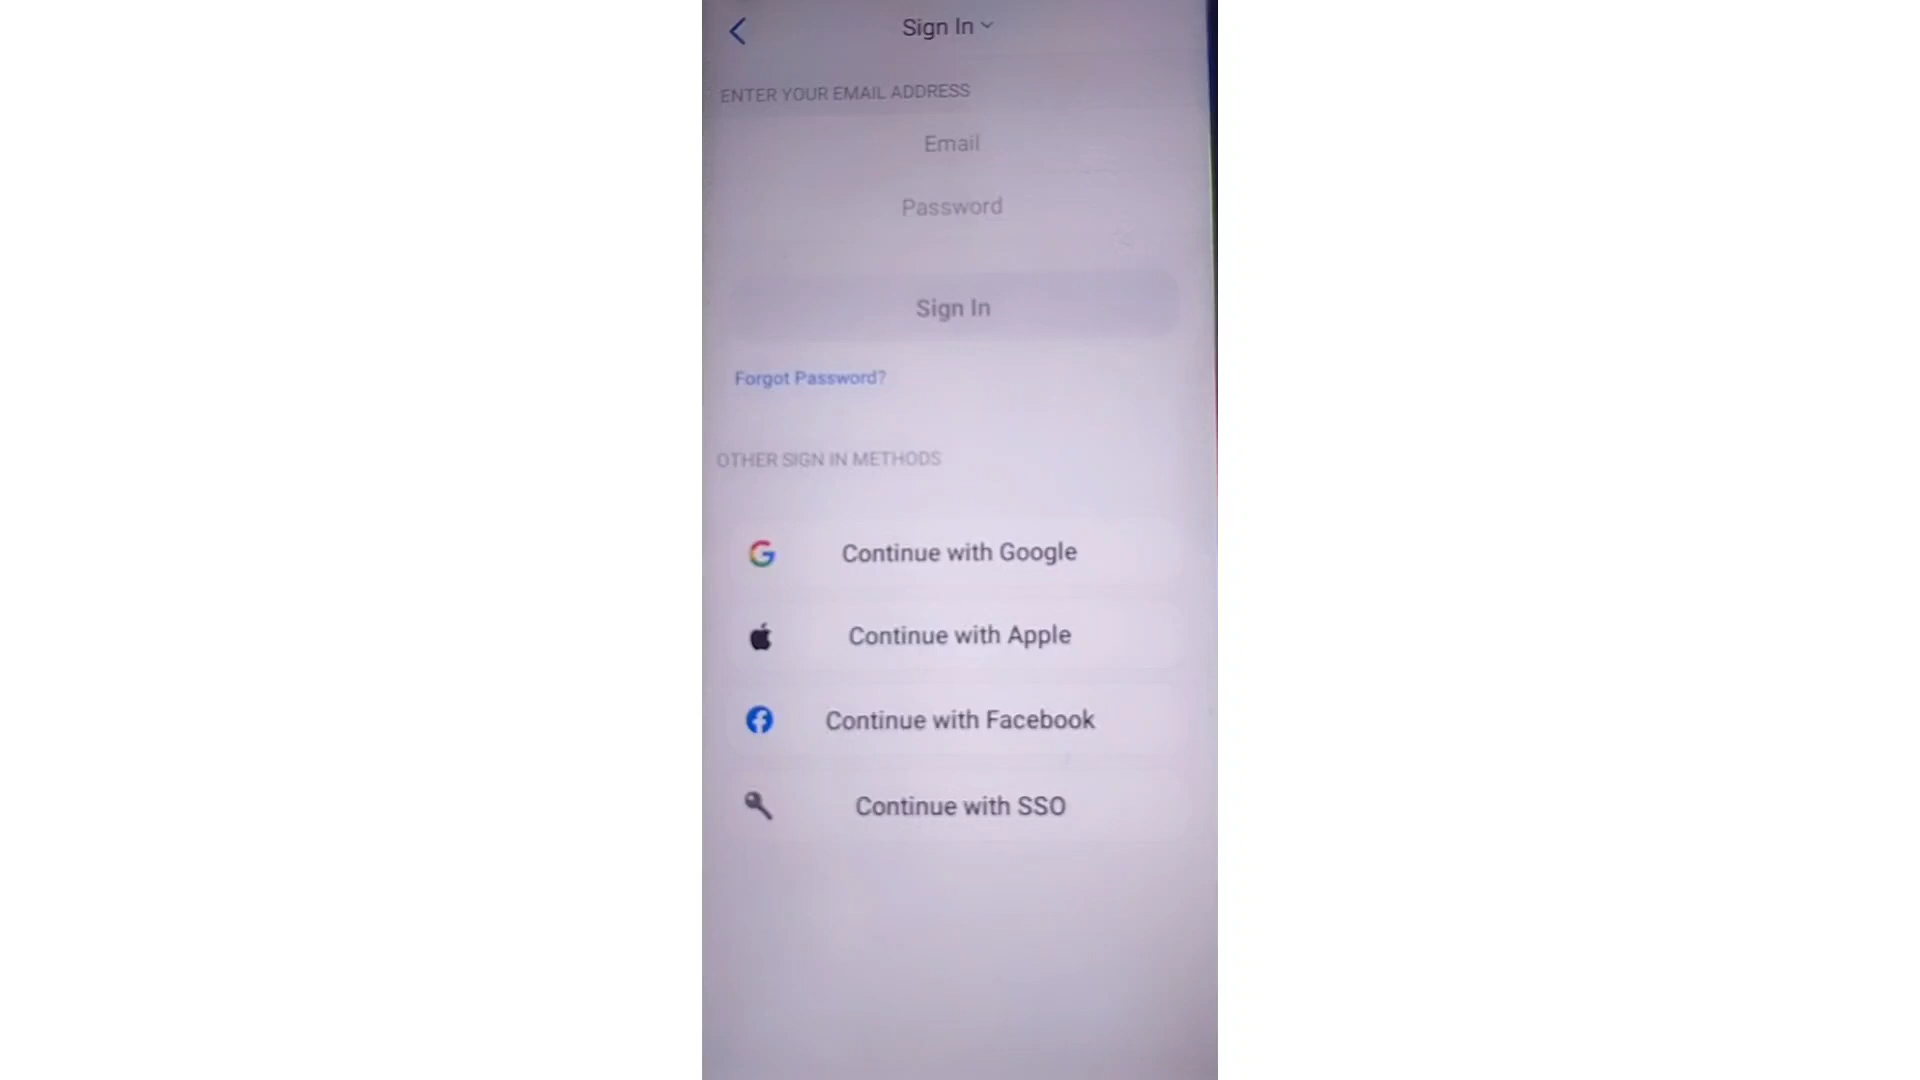 Sign In
ENTER YOUR EMAIL ADDRESS
Email
Password
Sign In
Forgot Password?
OTHER SIGN IN METHODS
Continue with Google
Continue with Apple
Continue with Facebook
Continue with SSO